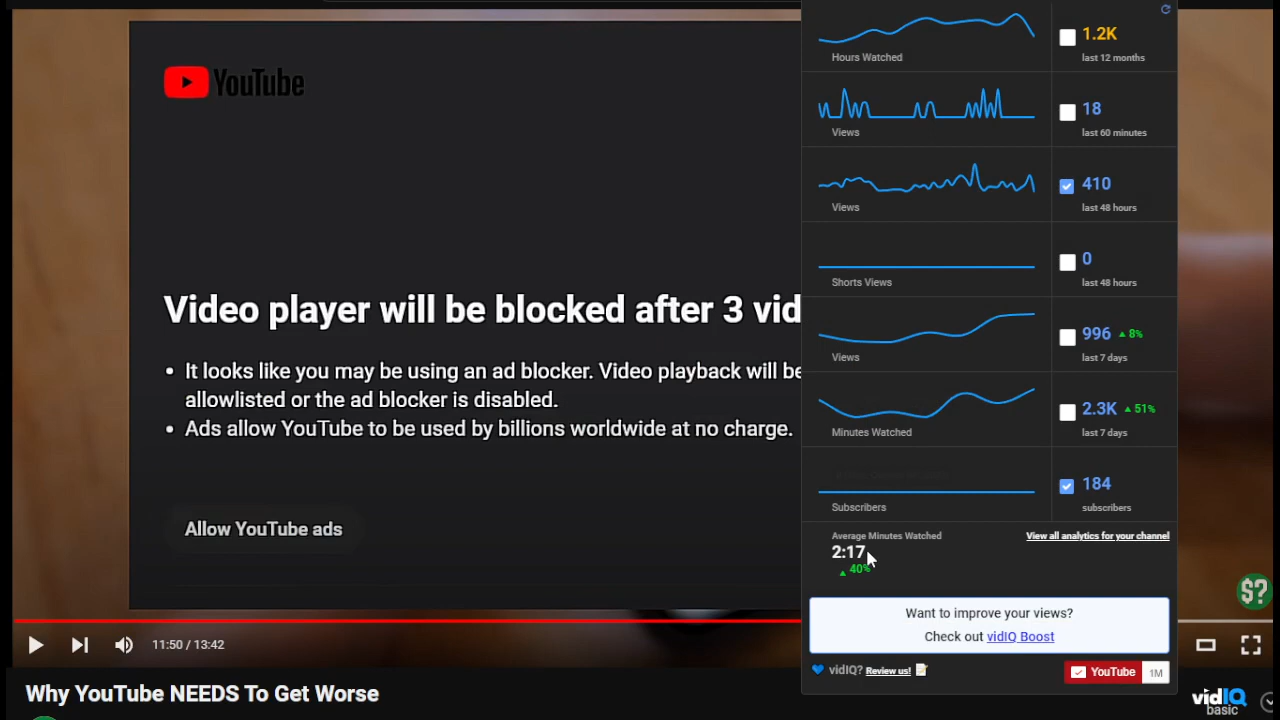 YouTube
Video player will be blocked after 3 vid
It looks like you may be using an ad blocker. Video playback will be
allowlisted or the ad blocker is disabled.
Ads allow YouTube to be used by billions worldwide at no charge.
Allow YouTube ads
11:50 / 13:42
Why YouTube NEEDS To Get Worse
Hours Watched
1.2K
last 12 months
Views
18
last 60 minutes
Views
410
last 48 hours
Shorts Views
0
last 48 hours
Views
996 ▲ 8%
last 7 days
Minutes Watched
2.3K ▲ 51%
last 7 days
Subscribers
184
subscribers
Average Minutes Watched
View all analytics for your channel
2:17
▲ 40%
Want to improve your views?
Check out vidIQ Boost
vidIQ? Review us!
YouTube 1M
$?
vidIQ
basic